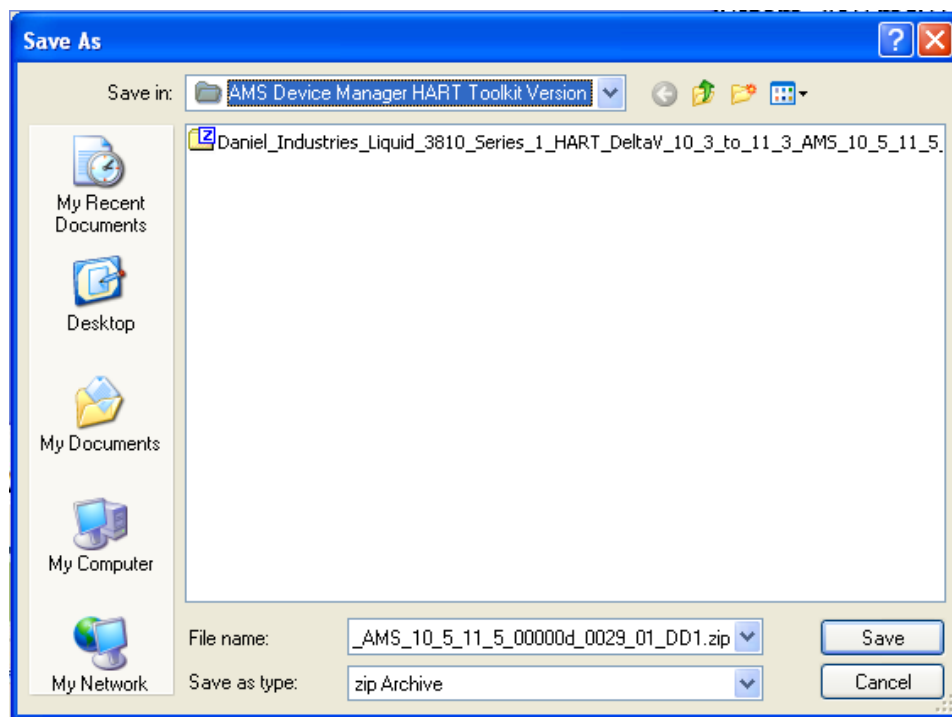 Save As
Save in:
AMS Device Manager HART Toolkit Version
Daniel_Industries_Liquid_3810_Series_1_HART_DeltaV_10_3_to_11_3_AMS_10_5_11_5_
My Recent
Documents
Desktop
My Documents
My Computer
My Network
File name:
_AMS_10_5_11_5_00000d_0029_01_DD1.zip
Save
Save as type:
zip Archive
Cancel